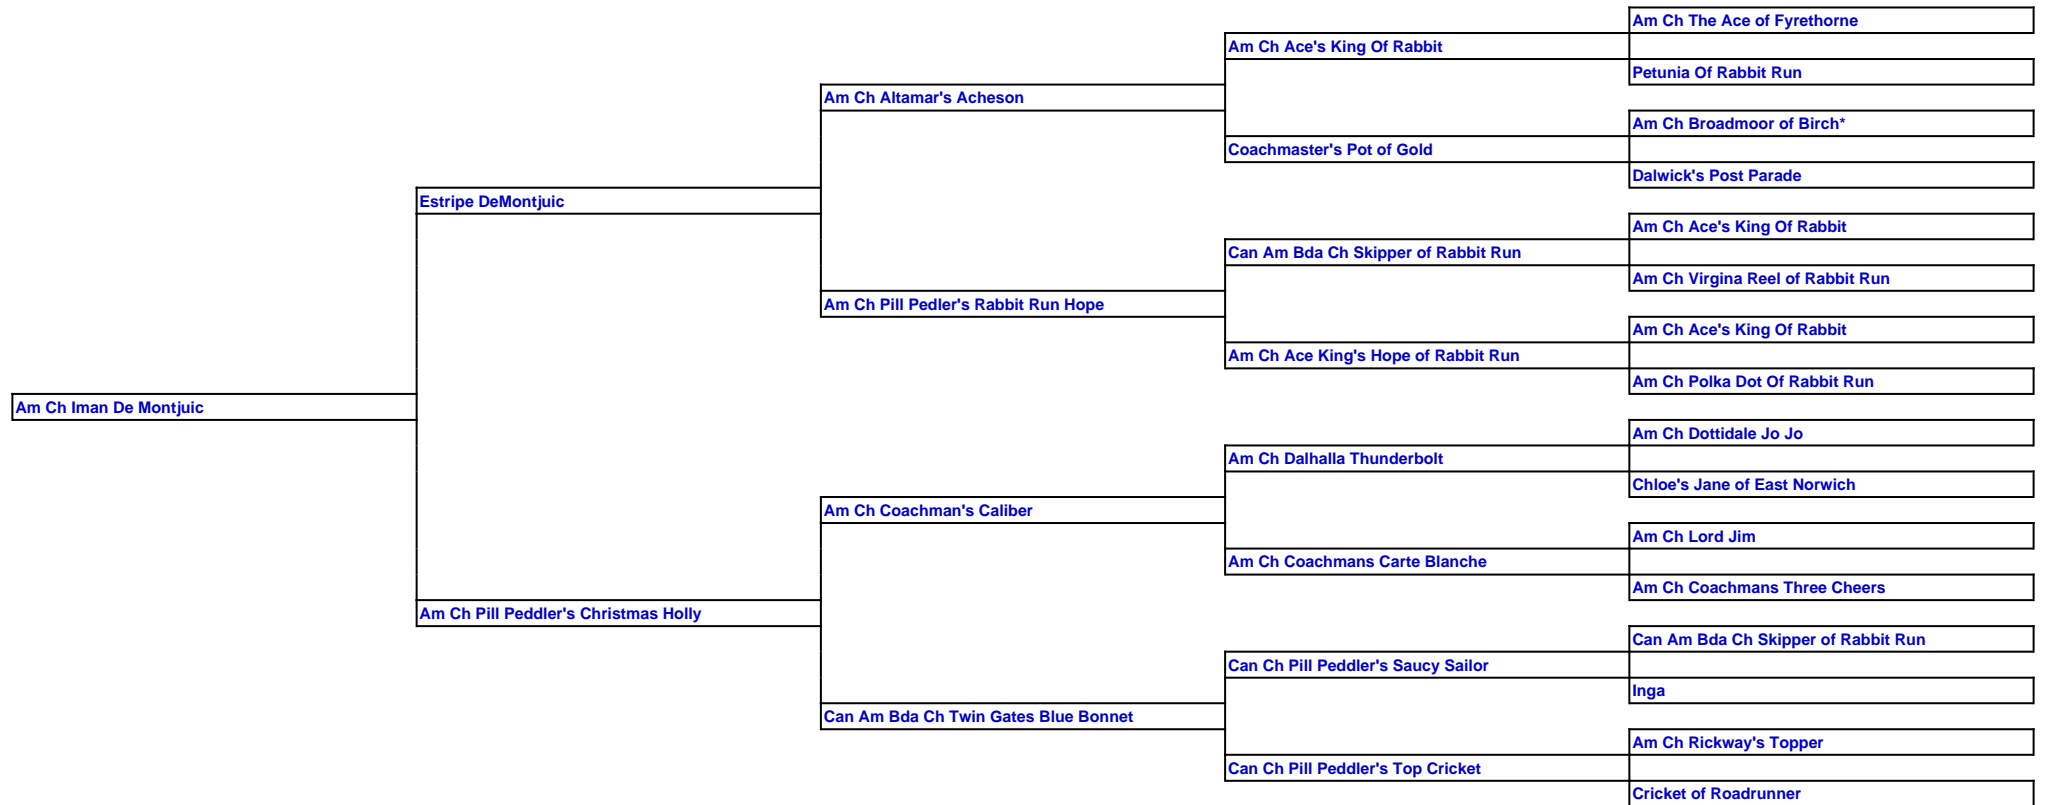 Am Ch The Ace of Fyrethorne
Am Ch Ace's King Of Rabbit
Petunia Of Rabbit Run
Am Ch Altamar's Acheson
Am Ch Broadmoor of Birch*
Coachmaster's Pot of Gold
Dalwick's Post Parade
Estripe DeMontjuic
Am Ch Ace's King Of Rabbit
Can Am Bda Ch Skipper of Rabbit Run
Am Ch Virgina Reel of Rabbit Run
Am Ch Pill Pedler's Rabbit Run Hope
Am Ch Ace's King Of Rabbit
Am Ch Ace King's Hope of Rabbit Run
Am Ch Polka Dot Of Rabbit Run
Am Ch Iman De Montjuic
Am Ch Dottidale Jo Jo
Am Ch Dalhalla Thunderbolt
Chloe's Jane of East Norwich
Am Ch Coachman's Caliber
Am Ch Lord Jim
Am Ch Coachmans Carte Blanche
Am Ch Coachmans Three Cheers
Am Ch Pill Peddler's Christmas Holly
Can Am Bda Ch Skipper of Rabbit Run
Can Ch Pill Peddler's Saucy Sailor
Inga
Can Am Bda Ch Twin Gates Blue Bonnet
Am Ch Rickway's Topper
Can Ch Pill Peddler's Top Cricket
Cricket of Roadrunner